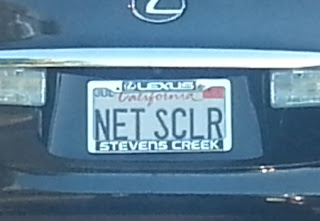 LEXUS
California
NET SCLR
STEVENS CREEK